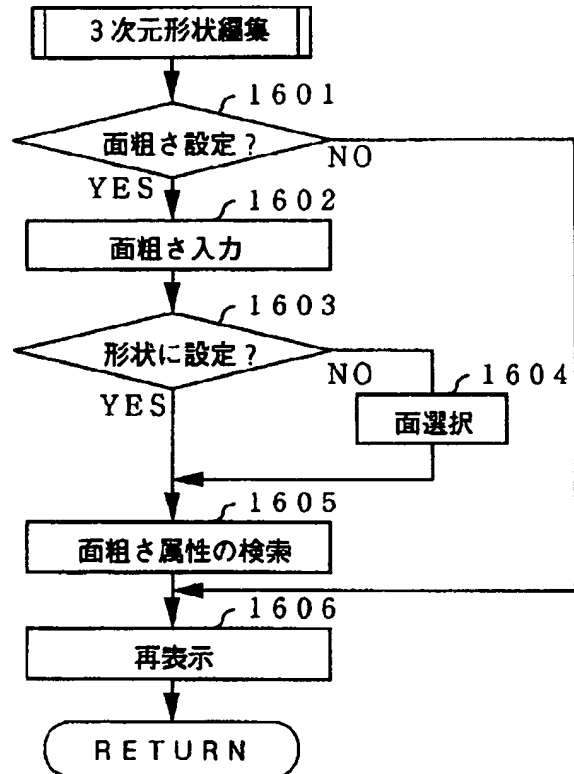 3次元形状編集
1601
面粗さ設定?
NO
YES
1602
面粗さ入力
1603
形状に設定?
NO
1604
YES
面選択
1605
面粗さ属性の検索
1606
再表示
RETURN